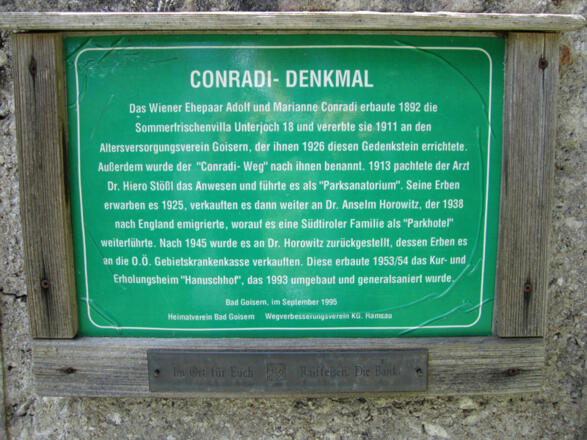 CONRADI- DENKMAL
Das Wiener Ehepaar Adolf und Marianne Conradi erbaute 1892 die
Sommerfrischenvilla Unterjoch 18 und vererbte sie 1911 an den
Altersversorgungsverein Goisern, der ihnen 1926 diesen Gedenkstein errichtete.
Außerdem wurde der "Conradi- Weg" nach ihnen benannt. 1913 pachtete der Arzt
Dr. Hiero Stößl das Anwesen und führte es als "Parksanatorium". Seine Erben
erwarben es 1925, verkauften es dann weiter an Dr. Anselm Horowitz, der 1938
nach England emigrierte, worauf es eine Südtiroler Familie als "Parkhotel"
weiterführte. Nach 1945 wurde es an Dr. Horowitz zurückgestellt, dessen Erben es
an die O.Ö. Gebietskrankenkasse verkauften. Diese erbaute 1953/54 das Kur- und
Erholungsheim "Hanuschhof", das 1993 umgebaut und generalsaniert wurde.
Bad Goisern, im September 1995
Heimatverein Bad Goisern Wegverbesserungsverein KG. Ramsau
Im Ort für Euch Raiffeisen. Die Bank.